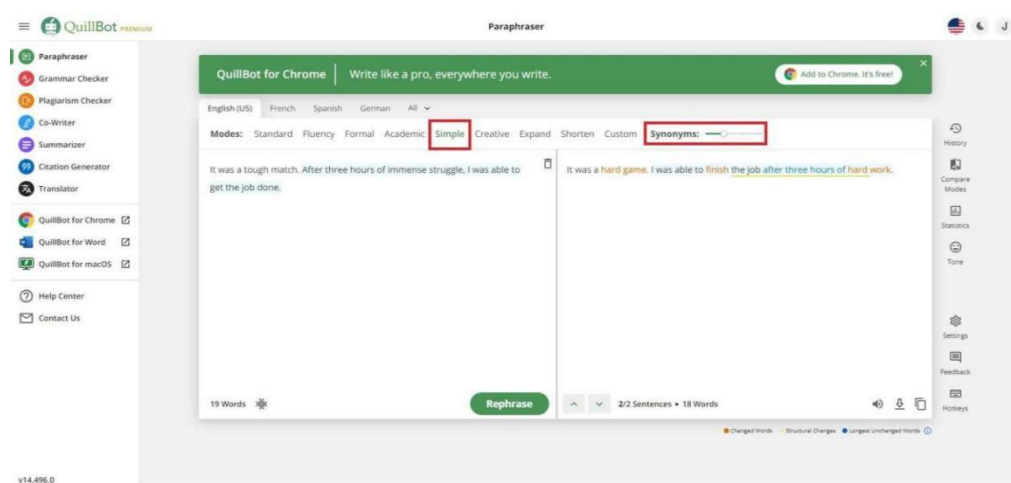 QuillBot PREMIUM
Paraphraser
J
Paraphraser
Grammar Checker
Plagiarism Checker
Co-Writer
Summarizer
Citation Generator
Translator
QuillBot for Chrome
QuillBot for Word
QuillBot for macOS
Help Center
Contact Us
v14.496.0
QuillBot for Chrome | Write like a pro, everywhere you write.
Add to Chrome. It's free!
English (US) French Spanish German All
Modes: Standard Fluency Formal Academic Simple Creative Expand Shorten Custom Synonyms:
It was a tough match. After three hours of immense struggle, I was able to
get the job done.
19 Words
Rephrase
It was a hard game. I was able to finish the job after three hours of hard work.
2/2 Sentences • 18 Words
Changed Words Structural Changes Longest Unchanged Words
History
Compare
Modes
Statistics
Tone
Settings
Feedback
Hotkeys